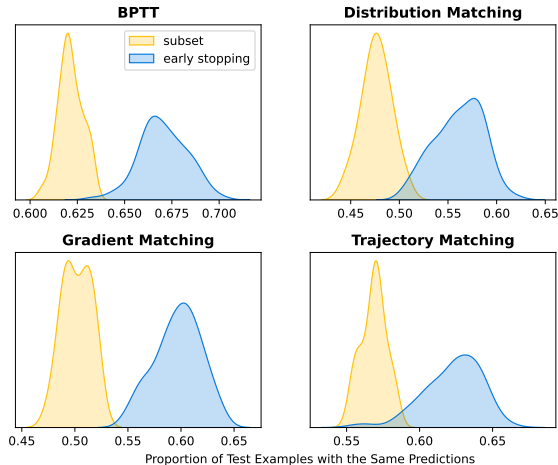 BPTT
subset
early stopping
0.600 0.625 0.650 0.675 0.700
Distribution Matching
0.45 0.50 0.55 0.60 0.65
Gradient Matching
0.45 0.50 0.55 0.60 0.65
Trajectory Matching
0.55 0.60 0.65
Proportion of Test Examples with the Same Predictions